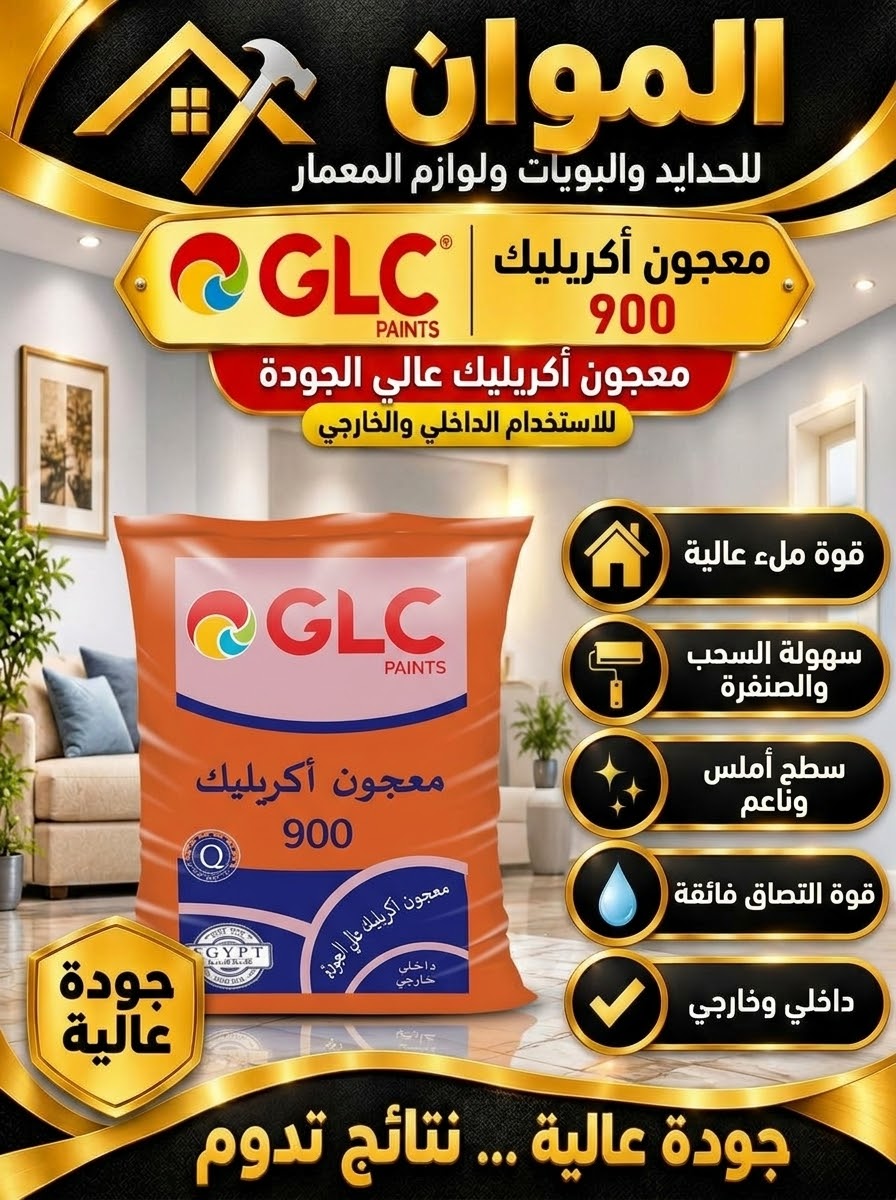 الموان
للحدايد والبويات ولوازم المعمار
GLC®
PAINTS
معجون أكريليك
900
معجون أكريليك عالي الجودة
للاستخدام الداخلي والخارجي
GLC
PAINTS
معجون أكريليك
900
Q
معجون أكريليك عالي الجودة
داخلي
خارجي
EGYPT
قوة ملء عالية
سهولة السحب
والصنفرة
سطح أملس
وناعم
قوة التصاق فائقة
داخلي وخارجي
جودة
عالية
جودة عالية ... نتائج تدوم